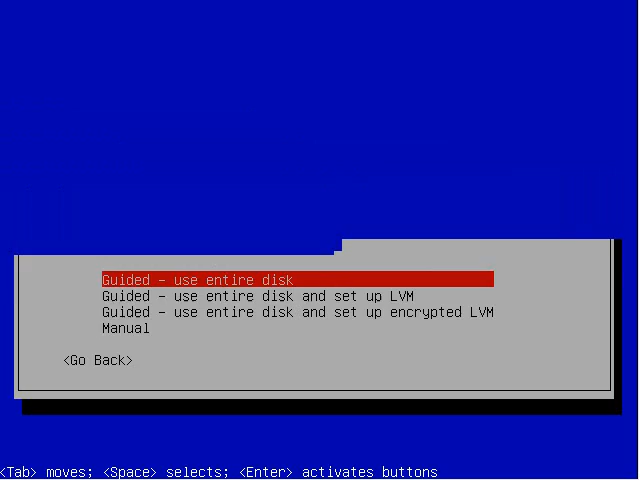 Guided – use entire disk
Guided – use entire disk and set up LVM
Guided – use entire disk and set up encrypted LVM
Manual
<Go Back>
<Tab> moves; <Space> selects; <Enter> activates buttons